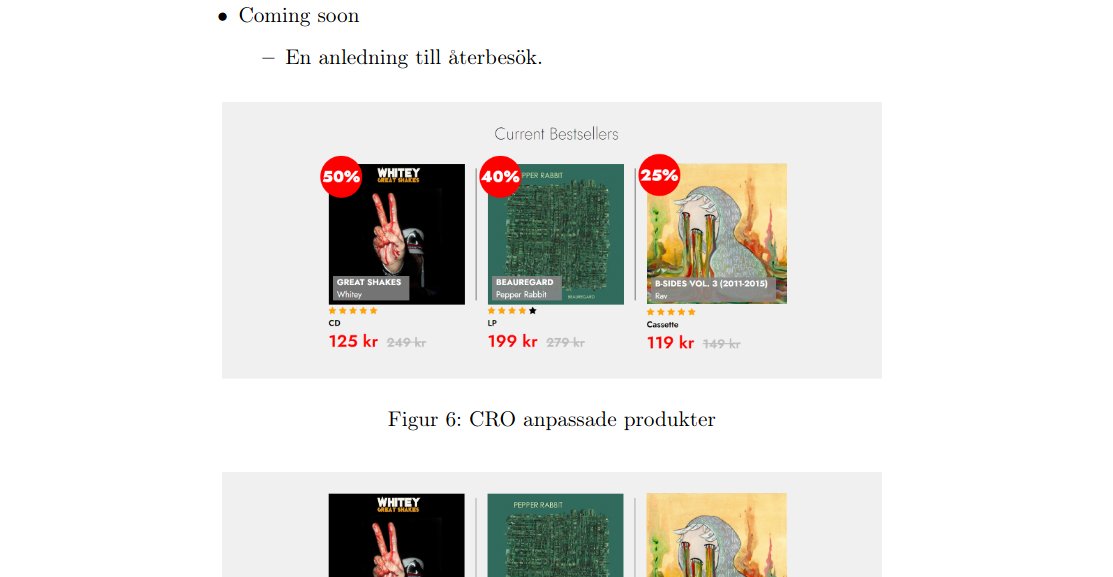 ● Coming soon
– En anledning till återbesök.
Current Bestsellers
50%
WHITEY
GREAT SHAKES
GREAT SHAKES
Whitey
★★★★★
CD
125 kr 249 kr
40%
PPER RABBIT
BEAUREGARD
BEAUREGARD
Pepper Rabbit
★★★★★
LP
199 kr 279 kr
25%
B-SIDES VOL. 3 (2011-2015)
Rav
★★★★★
Cassette
119 kr 149 kr
Figur 6: CRO anpassade produkter
WHITEY
GREAT SHAKES
PEPPER RABBIT